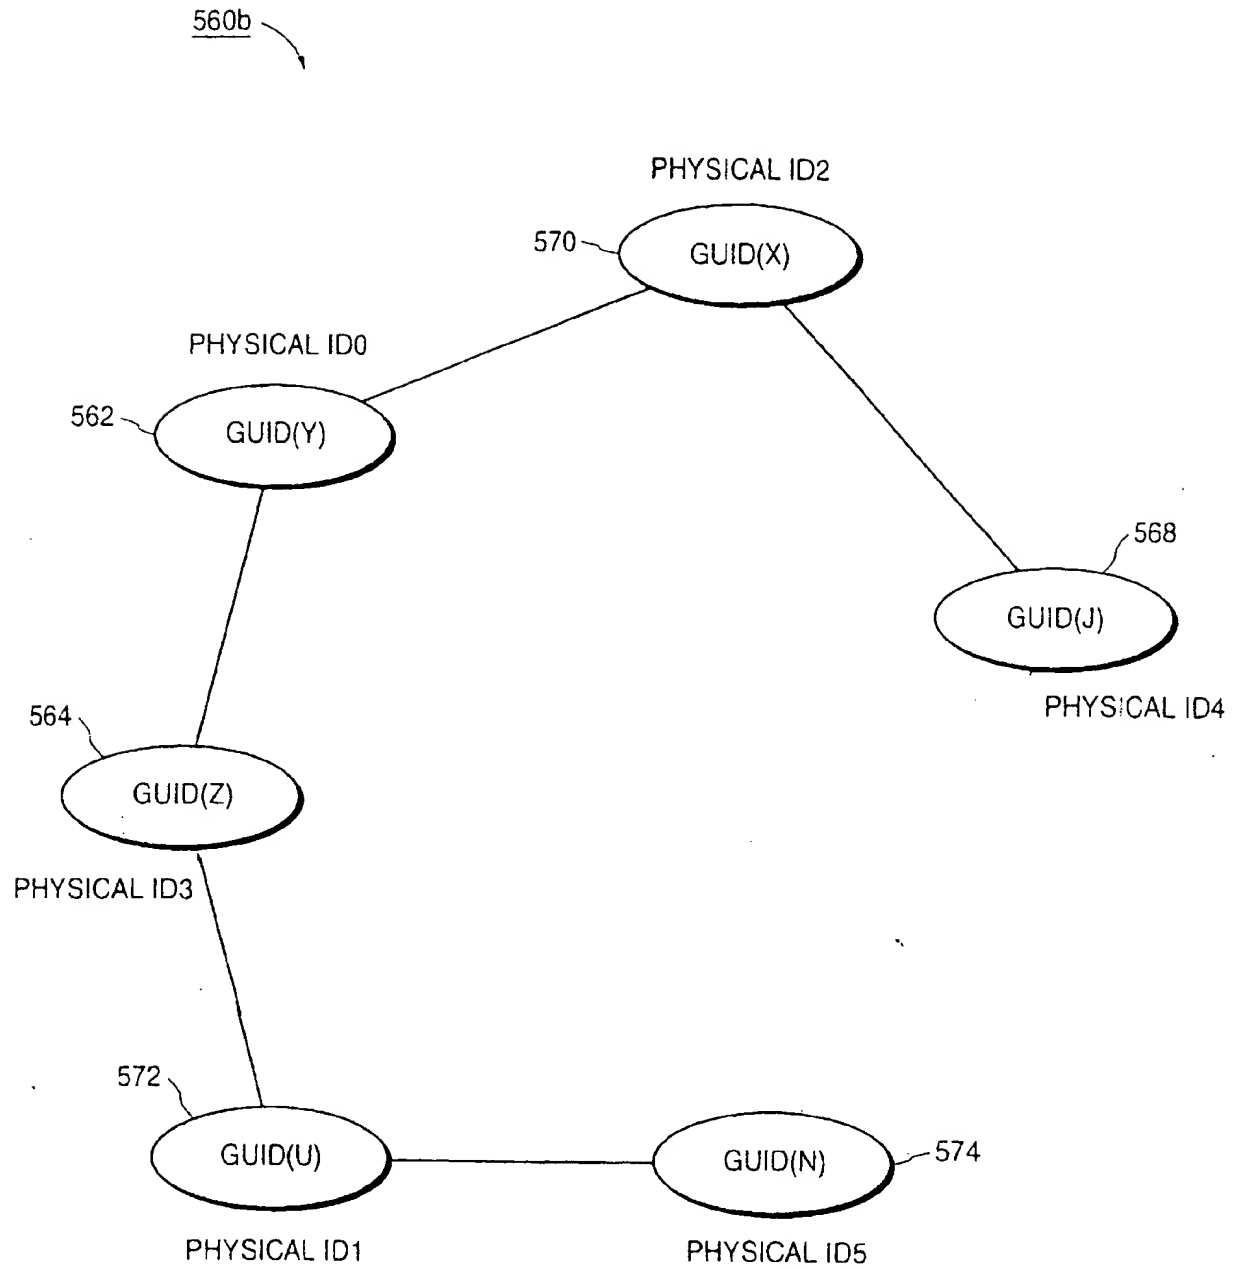 560b
PHYSICAL ID2
570
GUID(X)
PHYSICAL ID0
562
GUID(Y)
568
GUID(J)
PHYSICAL ID4
564
GUID(Z)
PHYSICAL ID3
572
GUID(U)
GUID(N)
574
PHYSICAL ID1
PHYSICAL ID5